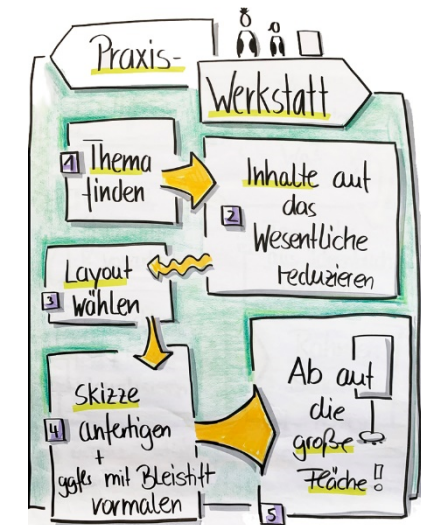 Praxis-
Werkstatt
1 Thema
finden
Inhalte auf
das
2 Wesentliche
reduzieren
Layout
3 wählen
Skizze
4 anfertigen
+
ggfs mit Bleistift
vormalen
Ab auf
die
große
Fläche!!
5